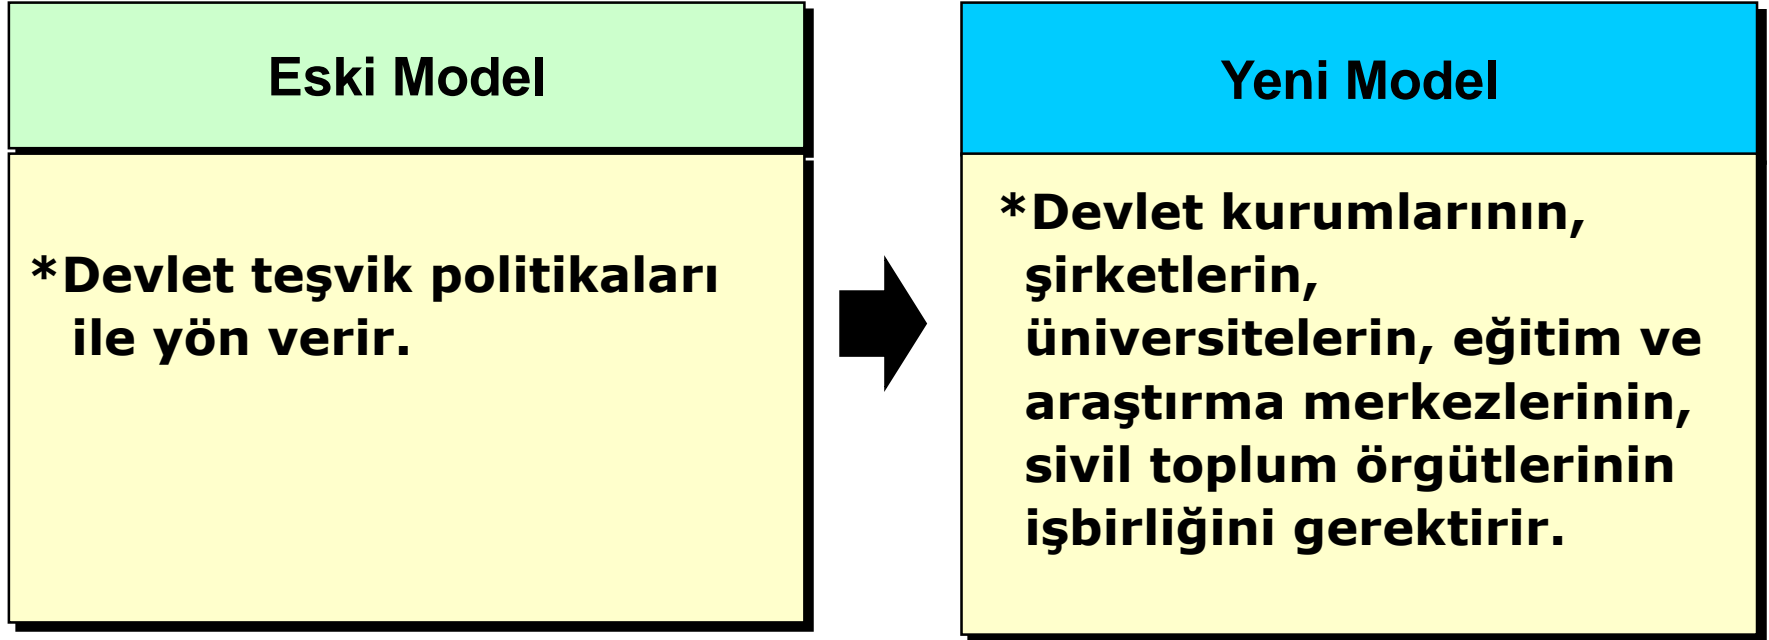 Eski Model
*Devlet teşvik politikaları
ile yön verir.
Yeni Model
*Devlet kurumlarının,
şirketlerin,
üniversitelerin, eğitim ve
araştırma merkezlerinin,
sivil toplum örgütlerinin
işbirliğini gerektirir.